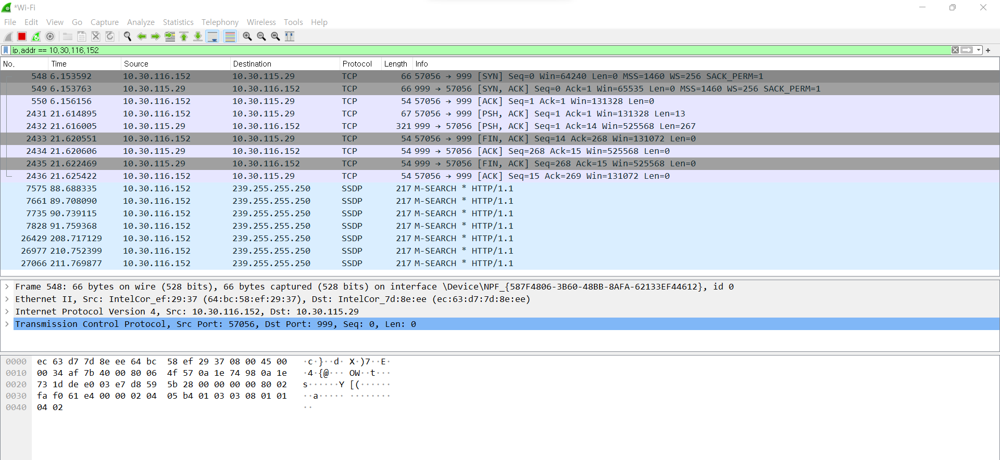 *Wi-Fi
File Edit View Go Capture Analyze Statistics Telephony Wireless Tools Help
ip.addr == 10.30.116.152
No. Time Source Destination Protocol Length Info
548 6.153592 10.30.116.152 10.30.115.29 TCP 66 57056 → 999 [SYN] Seq=0 Win=64240 Len=0 MSS=1460 WS=256 SACK_PERM=1
549 6.153763 10.30.115.29 10.30.116.152 TCP 66 999 → 57056 [SYN, ACK] Seq=0 Ack=1 Win=65535 Len=0 MSS=1460 WS=256 SACK_PERM=1
550 6.156156 10.30.116.152 10.30.115.29 TCP 54 57056 → 999 [ACK] Seq=1 Ack=1 Win=131328 Len=0
2431 21.614895 10.30.116.152 10.30.115.29 TCP 67 57056 → 999 [PSH, ACK] Seq=1 Ack=1 Win=131328 Len=13
2432 21.616005 10.30.115.29 10.30.116.152 TCP 321 999 → 57056 [PSH, ACK] Seq=1 Ack=14 Win=525568 Len=267
2433 21.620551 10.30.116.152 10.30.115.29 TCP 54 57056 → 999 [FIN, ACK] Seq=14 Ack=268 Win=131072 Len=0
2434 21.620606 10.30.115.29 10.30.116.152 TCP 54 999 → 57056 [ACK] Seq=268 Ack=15 Win=525568 Len=0
2435 21.622469 10.30.115.29 10.30.116.152 TCP 54 999 → 57056 [FIN, ACK] Seq=268 Ack=15 Win=525568 Len=0
2436 21.625422 10.30.116.152 10.30.115.29 TCP 54 57056 → 999 [ACK] Seq=15 Ack=269 Win=131072 Len=0
7575 88.688335 10.30.116.152 239.255.255.250 SSDP 217 M-SEARCH * HTTP/1.1
7661 89.708090 10.30.116.152 239.255.255.250 SSDP 217 M-SEARCH * HTTP/1.1
7735 90.739115 10.30.116.152 239.255.255.250 SSDP 217 M-SEARCH * HTTP/1.1
7828 91.759368 10.30.116.152 239.255.255.250 SSDP 217 M-SEARCH * HTTP/1.1
26429 208.717129 10.30.116.152 239.255.255.250 SSDP 217 M-SEARCH * HTTP/1.1
26977 210.752399 10.30.116.152 239.255.255.250 SSDP 217 M-SEARCH * HTTP/1.1
27066 211.769877 10.30.116.152 239.255.255.250 SSDP 217 M-SEARCH * HTTP/1.1
Frame 548: 66 bytes on wire (528 bits), 66 bytes captured (528 bits) on interface \Device\NPF_{587F4806-3B60-48BB-8AFA-62133EF44612}, id 0
Ethernet II, Src: IntelCor_ef:29:37 (64:bc:58:ef:29:37), Dst: IntelCor_7d:8e:ee (ec:63:d7:7d:8e:ee)
Internet Protocol Version 4, Src: 10.30.116.152, Dst: 10.30.115.29
Transmission Control Protocol, Src Port: 57056, Dst Port: 999, Seq: 0, Len: 0
0000 ec 63 d7 7d 8e ee 64 bc 58 ef 29 37 08 00 45 00 ·c·}··d· X·)7··E·
0010 00 34 af 7b 40 00 80 06 4f 57 0a 1e 74 98 0a 1e ·4·{@··· OW··t···
0020 73 1d de e0 03 e7 d8 59 5b 28 00 00 00 00 80 02 s······Y [(······
0030 fa f0 61 e4 00 00 02 04 05 b4 01 03 03 08 01 01 ··a····· ········
0040 04 02 ··